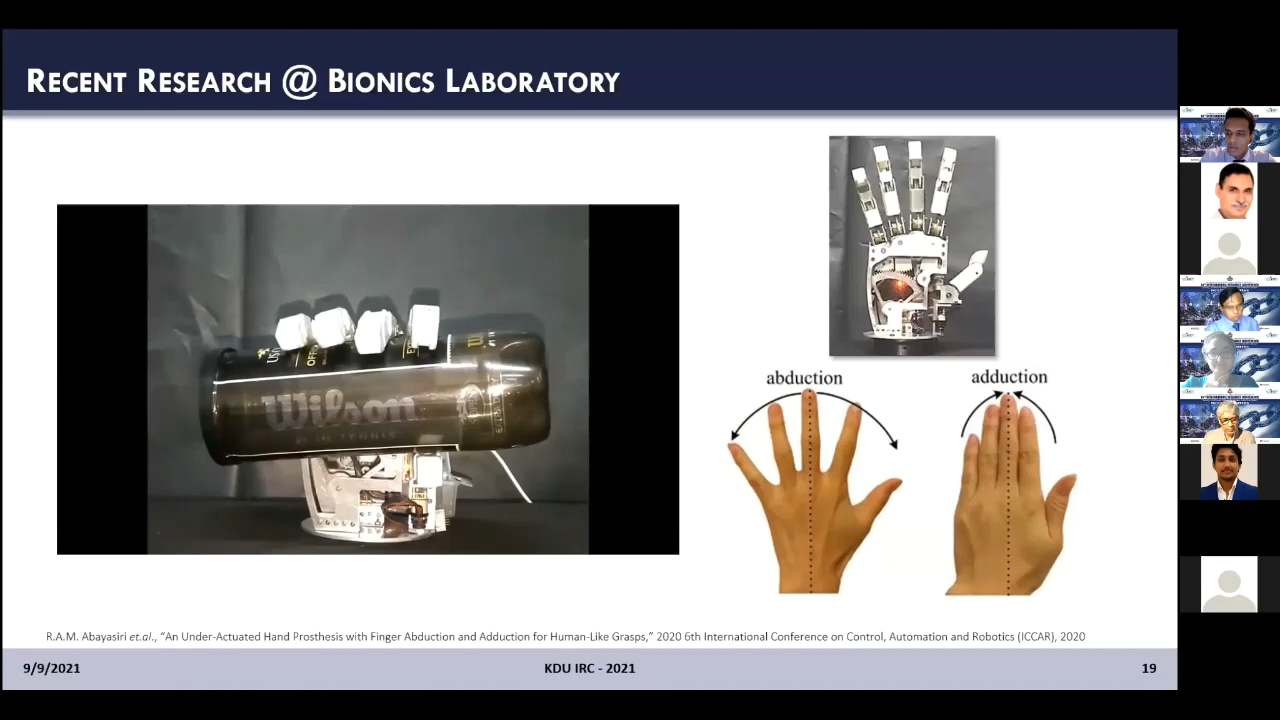 RECENT RESEARCH @ BIONICS LABORATORY
Wilson
abduction
adduction
R.A.M. Abayasiri et.al., “An Under-Actuated Hand Prosthesis with Finger Abduction and Adduction for Human-Like Grasps,” 2020 6th International Conference on Control, Automation and Robotics (ICCAR), 2020
9/9/2021
KDU IRC - 2021
19